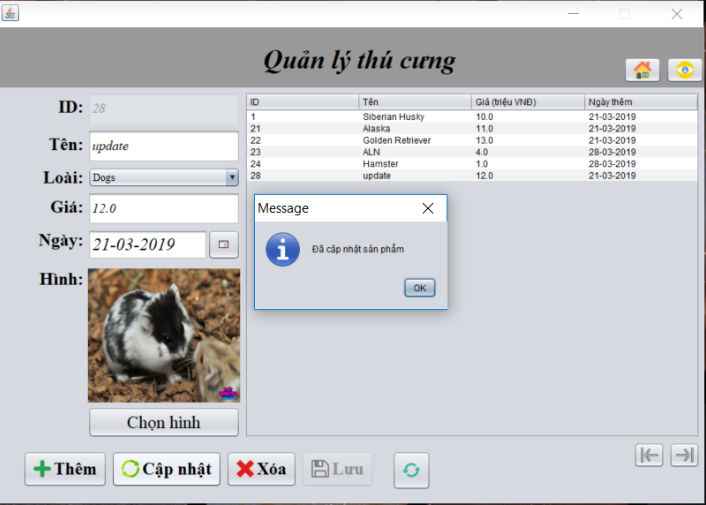 Quản lý thú cưng
ID: 28
Tên: update
Loài: Dogs
Giá: 12.0
Ngày: 21-03-2019
Hình:
Chọn hình
ID Tên Giá (triệu VNĐ) Ngày thêm
1 Siberian Husky 10.0 21-03-2019
21 Alaska 11.0 21-03-2019
22 Golden Retriever 13.0 21-03-2019
23 ALN 4.0 28-03-2019
24 Hamster 1.0 28-03-2019
28 update 12.0 21-03-2019
Message
Đã cập nhật sản phẩm
OK
Thêm Cập nhật Xóa Lưu